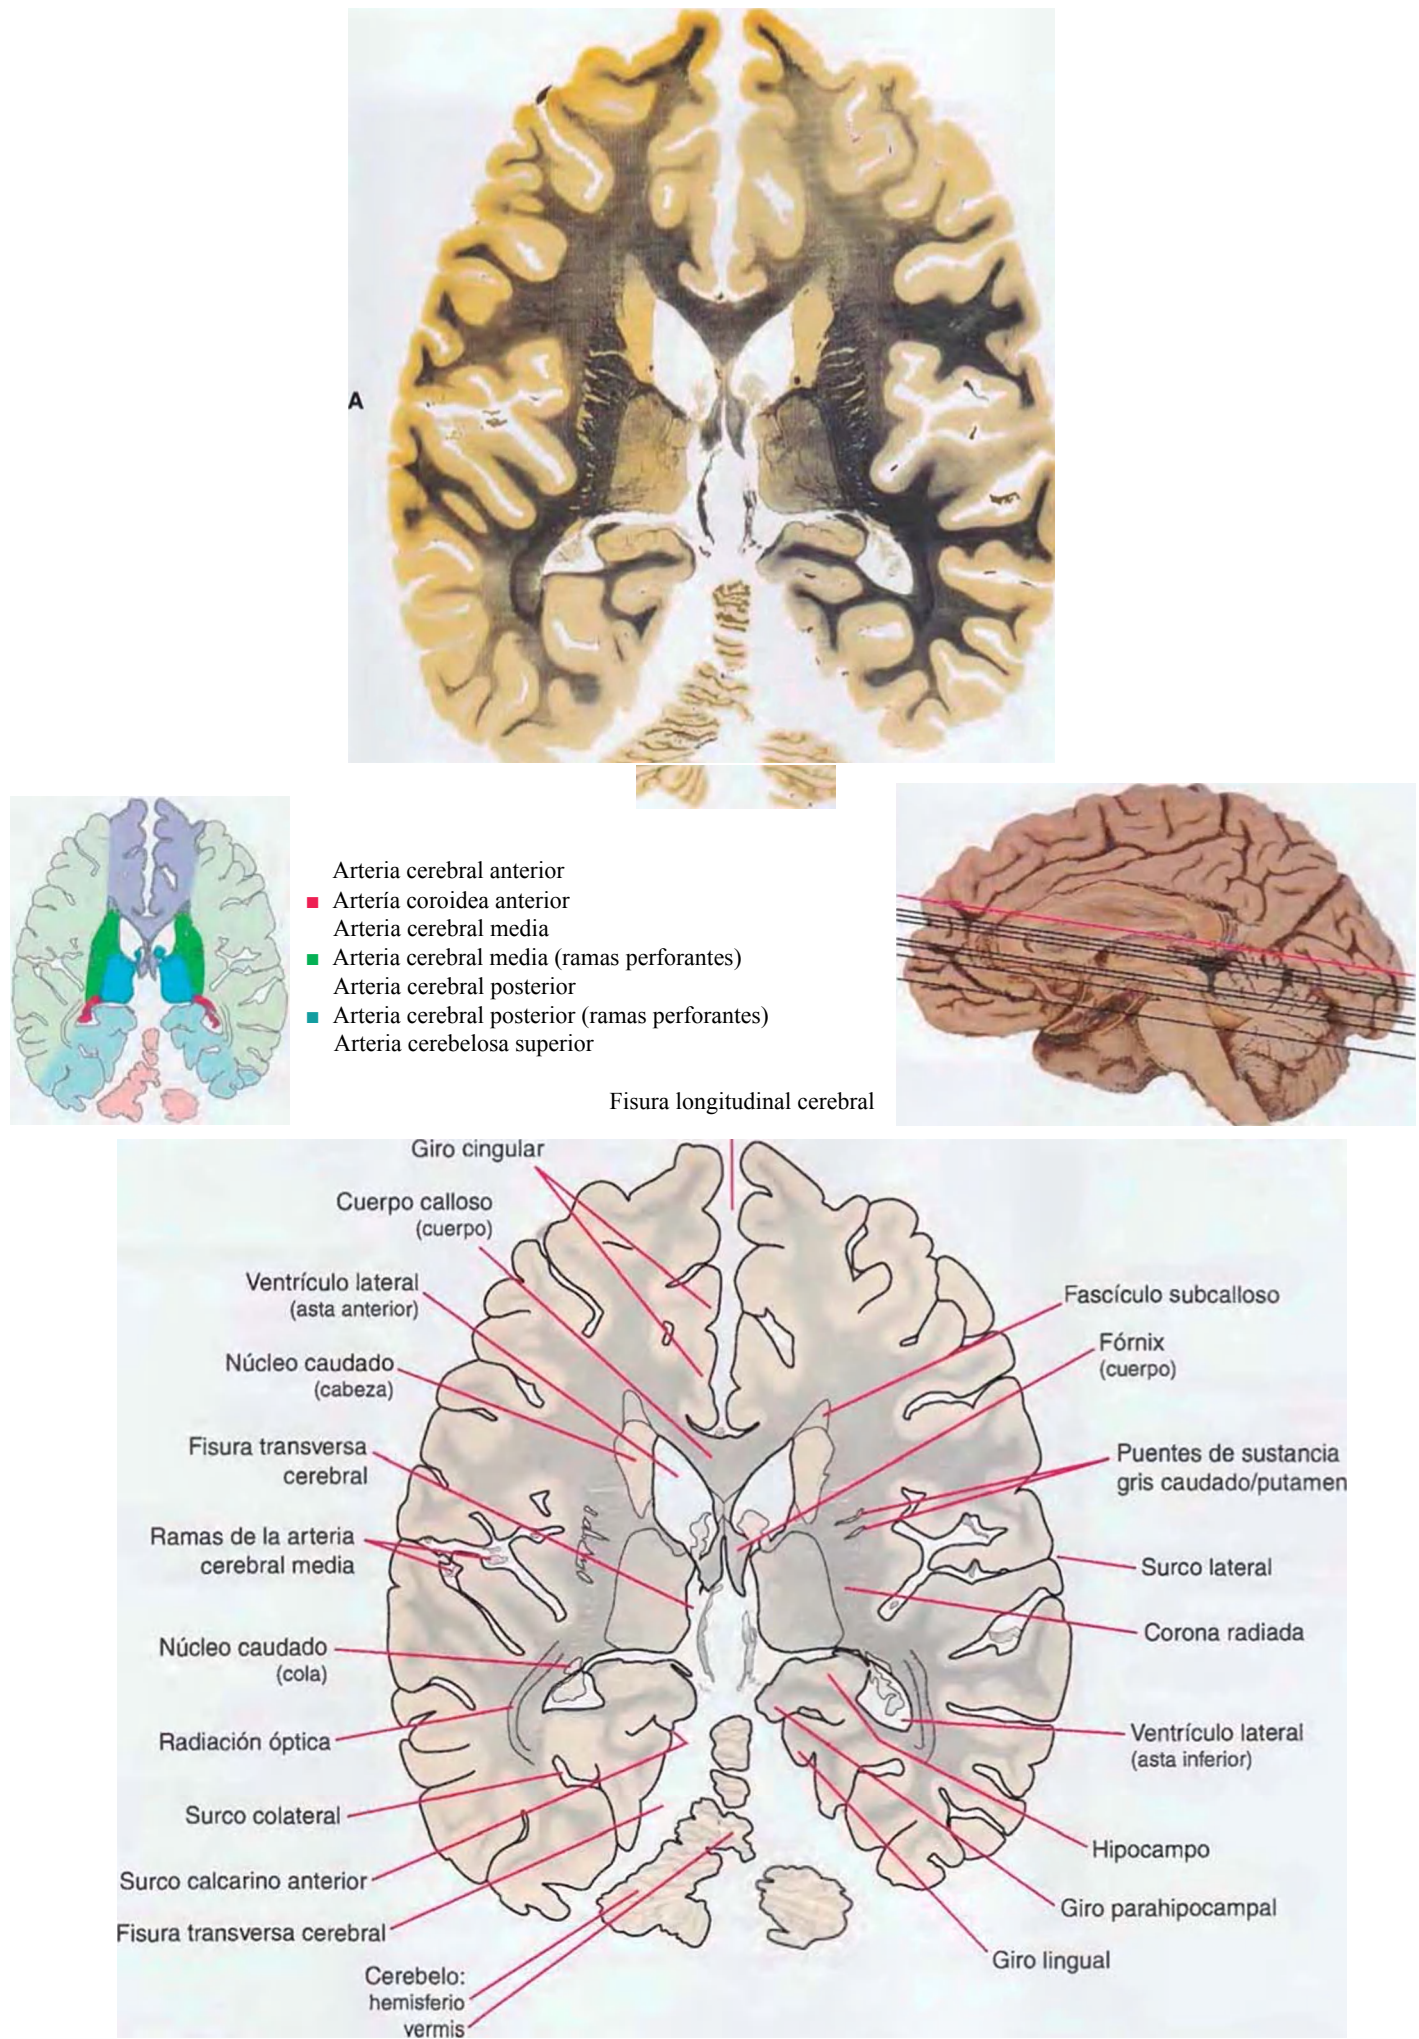 A
Arteria cerebral anterior
Artería coroidea anterior
Arteria cerebral media
Arteria cerebral media (ramas perforantes)
Arteria cerebral posterior
Arteria cerebral posterior (ramas perforantes)
Arteria cerebelosa superior
Fisura longitudinal cerebral
Giro cingular
Cuerpo calloso
(cuerpo)
Ventrículo lateral
(asta anterior)
Núcleo caudado
(cabeza)
Fisura transversa
cerebral
Ramas de la arteria
cerebral media
Núcleo caudado
(cola)
Radiación óptica
Surco colateral
Surco calcarino anterior
Fisura transversa cerebral
Cerebelo:
hemisferio
vermis
Fascículo subcalloso
Fórnix
(cuerpo)
Puentes de sustancia
gris caudado/putamen
Surco lateral
Corona radiada
Ventrículo lateral
(asta inferior)
Hipocampo
Giro parahipocampal
Giro lingual